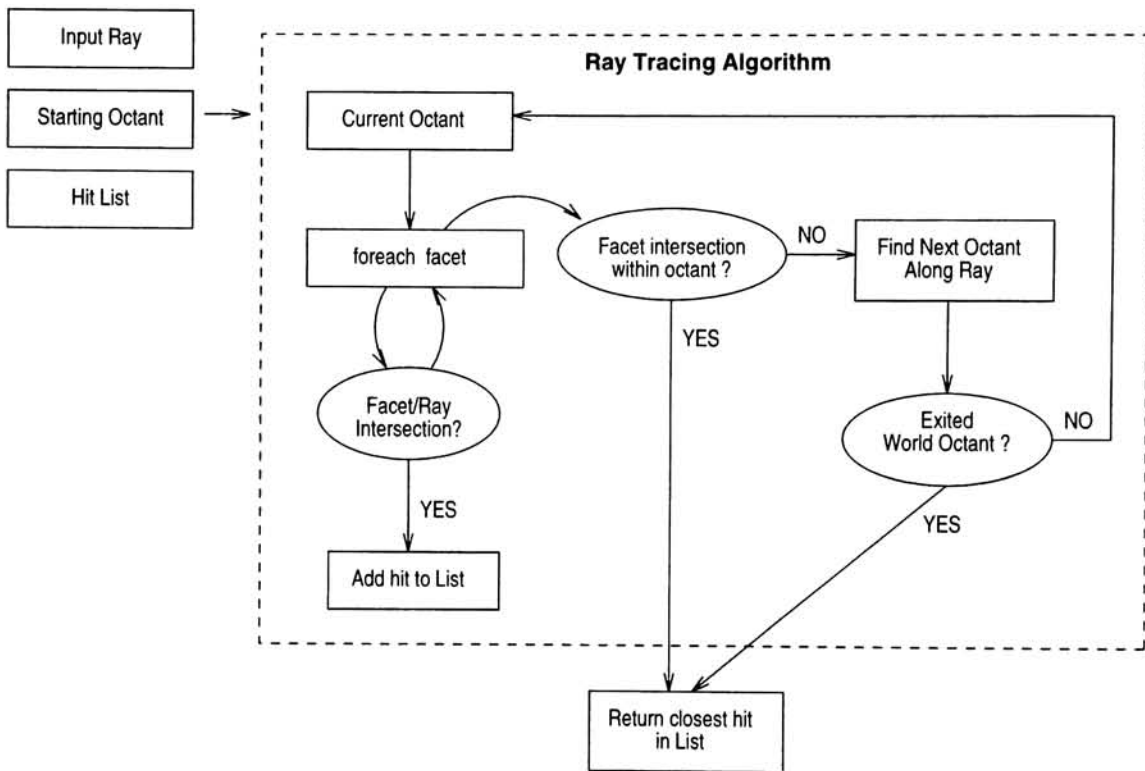 Input Ray
Starting Octant
Hit List
Ray Tracing Algorithm
Current Octant
foreach facet
Facet intersection
within octant ?
NO
Find Next Octant
Along Ray
YES
Facet/Ray
Intersection?
Exited
World Octant ?
NO
YES
YES
Add hit to List
Return closest hit
in List